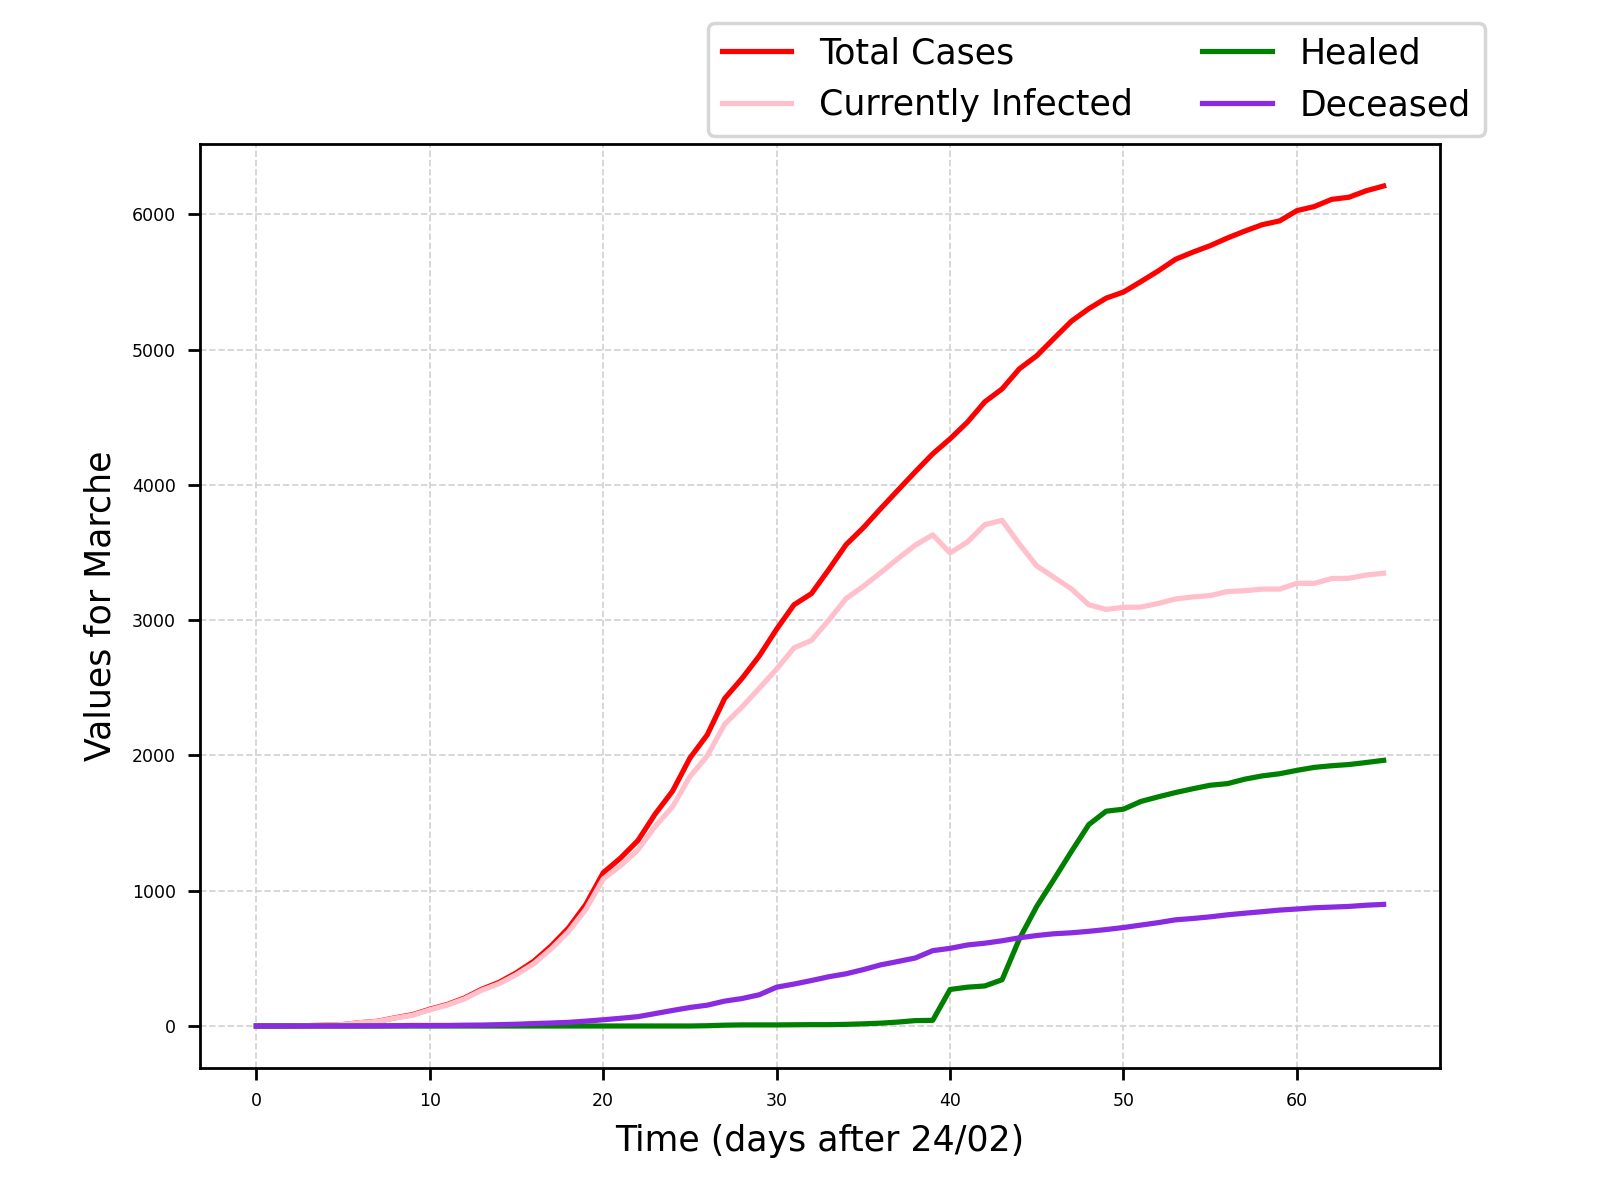 Total Cases
Currently Infected
Healed
Deceased
Values for Marche
6000
5000
4000
3000
2000
1000
0
0 10 20 30 40 50 60
Time (days after 24/02)